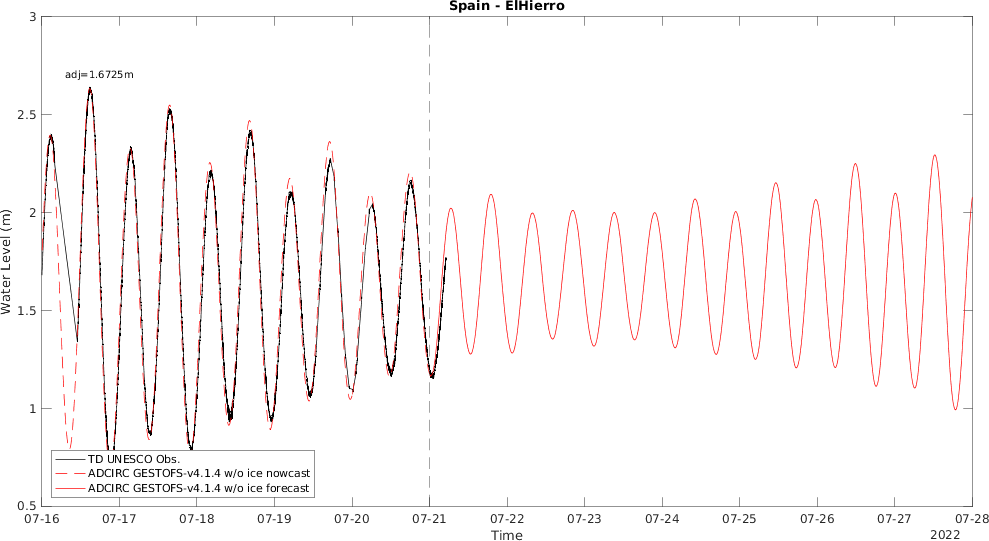 Spain - ElHierro
adj=1.6725m
Water Level (m)
3
2.5
2
1.5
1
0.5
TD UNESCO Obs.
ADCIRC GESTOFS-v4.1.4 w/o ice nowcast
ADCIRC GESTOFS-v4.1.4 w/o ice forecast
07-16 07-17 07-18 07-19 07-20 07-21 07-22 07-23 07-24 07-25 07-26 07-27 07-28
Time
2022